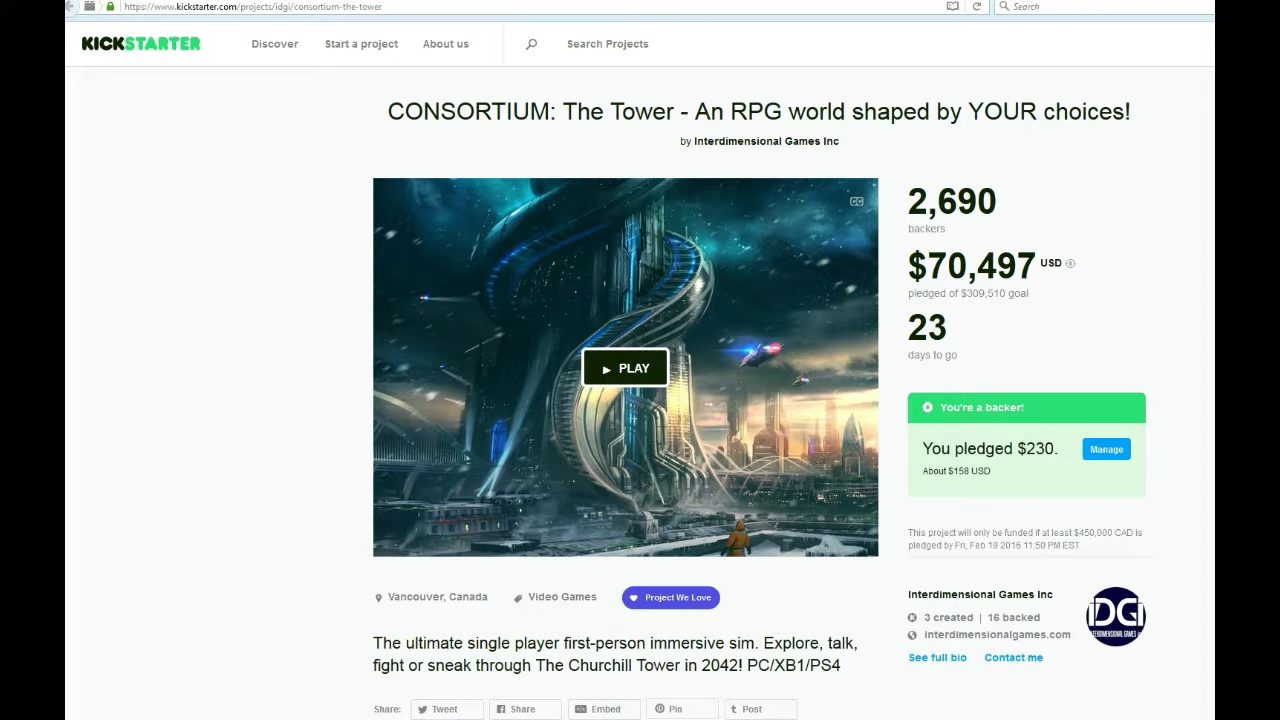 https://www.kickstarter.com/projects/idgi/consortium-the-tower
Search
KICKSTARTER
Discover
Start a project
About us
Search Projects
CONSORTIUM: The Tower - An RPG world shaped by YOUR choices!
by Interdimensional Games Inc
CC
PLAY
2,690
backers
$70,497 USD
pledged of $309,510 goal
23
days to go
You're a backer!
You pledged $230.
Manage
About $158 USD
This project will only be funded if at least $450,000 CAD is
pledged by Fri, Feb 19 2016 11:50 PM EST.
Vancouver, Canada
Video Games
Project We Love
Interdimensional Games Inc
3 created | 16 backed
interdimensionalgames.com
See full bio
Contact me
IDGI
INTERDIMENSIONAL GAMES INC
The ultimate single player first-person immersive sim. Explore, talk,
fight or sneak through The Churchill Tower in 2042! PC/XB1/PS4
Share:
Tweet
Share
Embed
Pin
Post